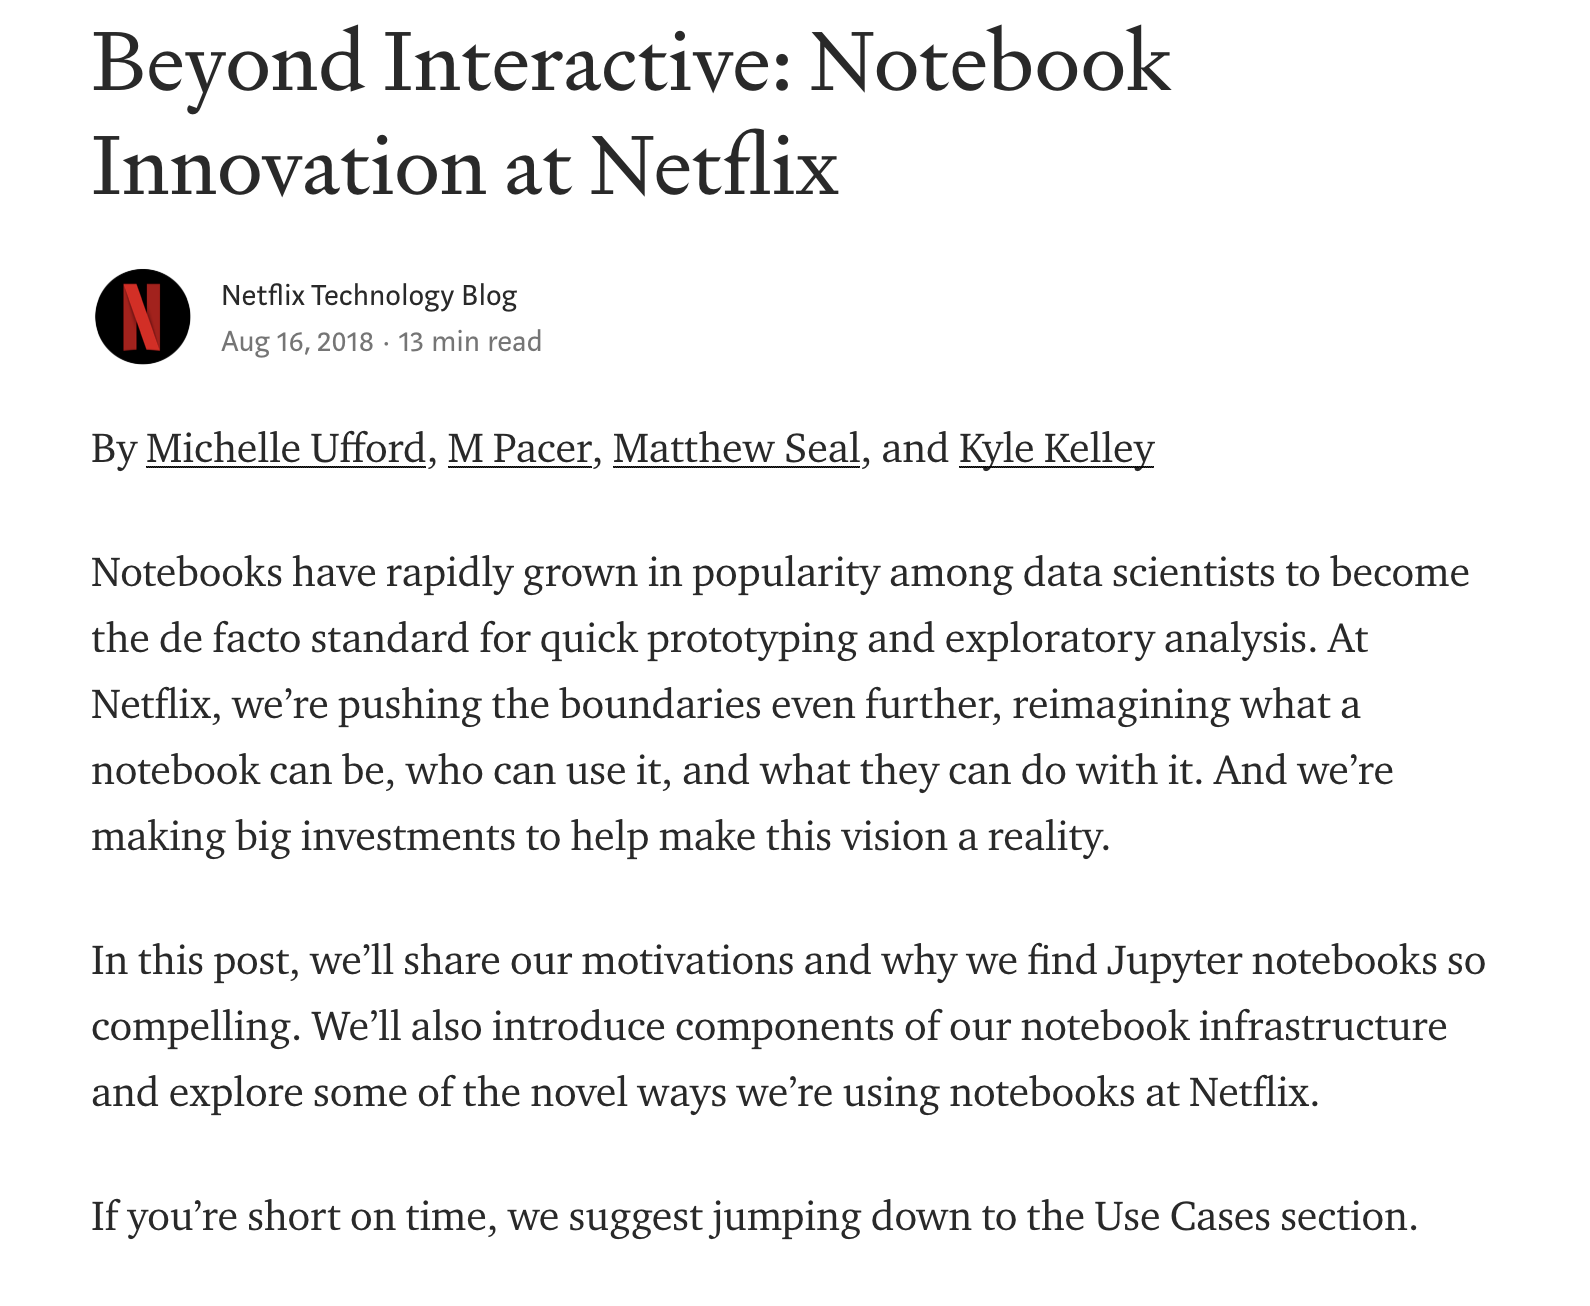 Beyond Interactive: Notebook
Innovation at Netflix
N
Netflix Technology Blog
Aug 16, 2018 · 13 min read
By Michelle Ufford, M Pacer, Matthew Seal, and Kyle Kelley
Notebooks have rapidly grown in popularity among data scientists to become
the de facto standard for quick prototyping and exploratory analysis. At
Netflix, we’re pushing the boundaries even further, reimagining what a
notebook can be, who can use it, and what they can do with it. And we’re
making big investments to help make this vision a reality.
In this post, we’ll share our motivations and why we find Jupyter notebooks so
compelling. We’ll also introduce components of our notebook infrastructure
and explore some of the novel ways we’re using notebooks at Netflix.
If you’re short on time, we suggest jumping down to the Use Cases section.